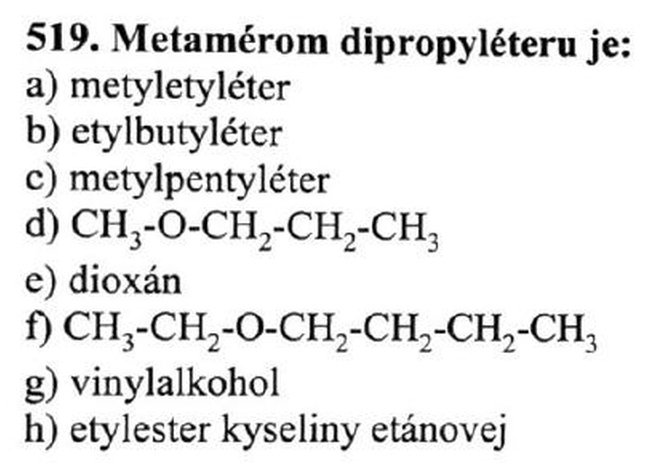 519. Metamérom dipropyléteru je:
a) metyletyléter
b) etylbutyléter
c) metylpentyléter
d) CH₃-O-CH₂-CH₂-CH₃
e) dioxán
f) CH₃-CH₂-O-CH₂-CH₂-CH₂-CH₃
g) vinylalkohol
h) etylester kyseliny etánovej